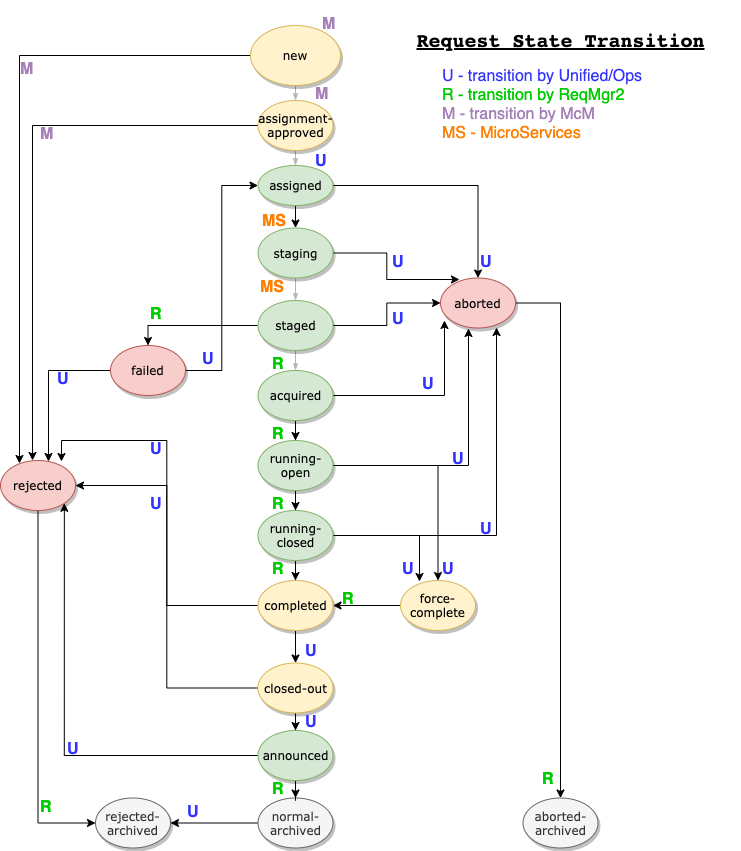 M
Request State Transition
new
U - transition by Unified/Ops
M
R - transition by ReqMgr2
M
M - transition by McM
assignment-
approved
M
MS - MicroServices
U
assigned
MS
staging
U
U
MS
aborted
R
staged
U
failed
U
R
U
U
acquired
R
U
running-
open
U
rejected
U
R
running-
closed
U
R
U
U
completed
R
force-
complete
U
closed-out
U
U
announced
R
R
R
U
rejected-
archived
normal-
archived
aborted-
archived